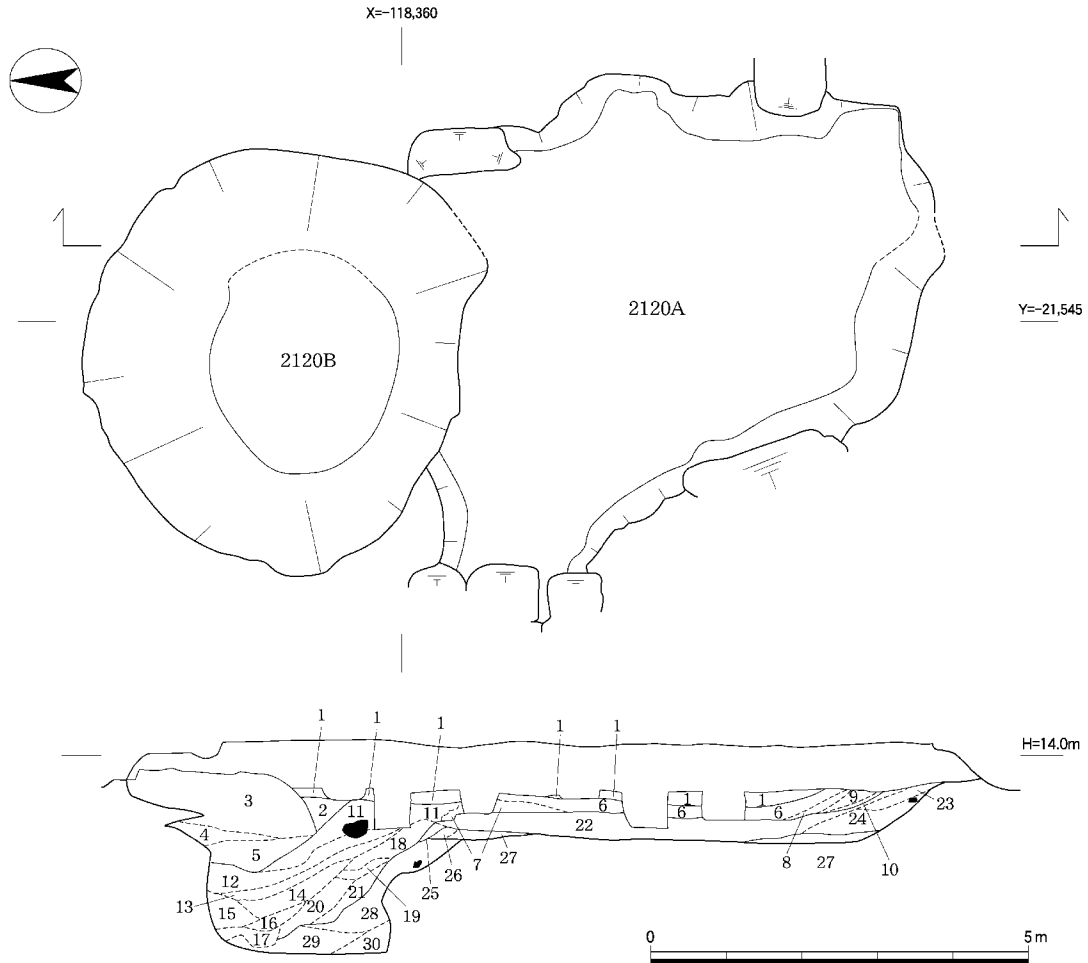 X=-118,360
2120A
Y=-21,545
2120B
1 1 1 1 1
H=14.0m
3 2 11 11 6 1 6 1 6 9 23
4 5 22 24
18 7 27 8 27 10
12 14 21 25 26 19
13 15 20 28
16 17 29 30
0 5 m